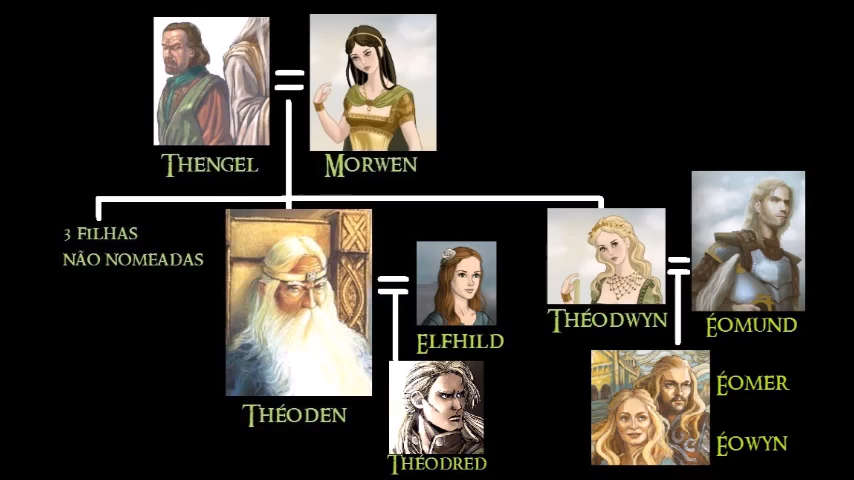 Thengel
Morwen
3 filhas
não nomeadas
Théoden
Elfhild
Théodred
Théodwyn
Éomund
Éomer
Éowyn